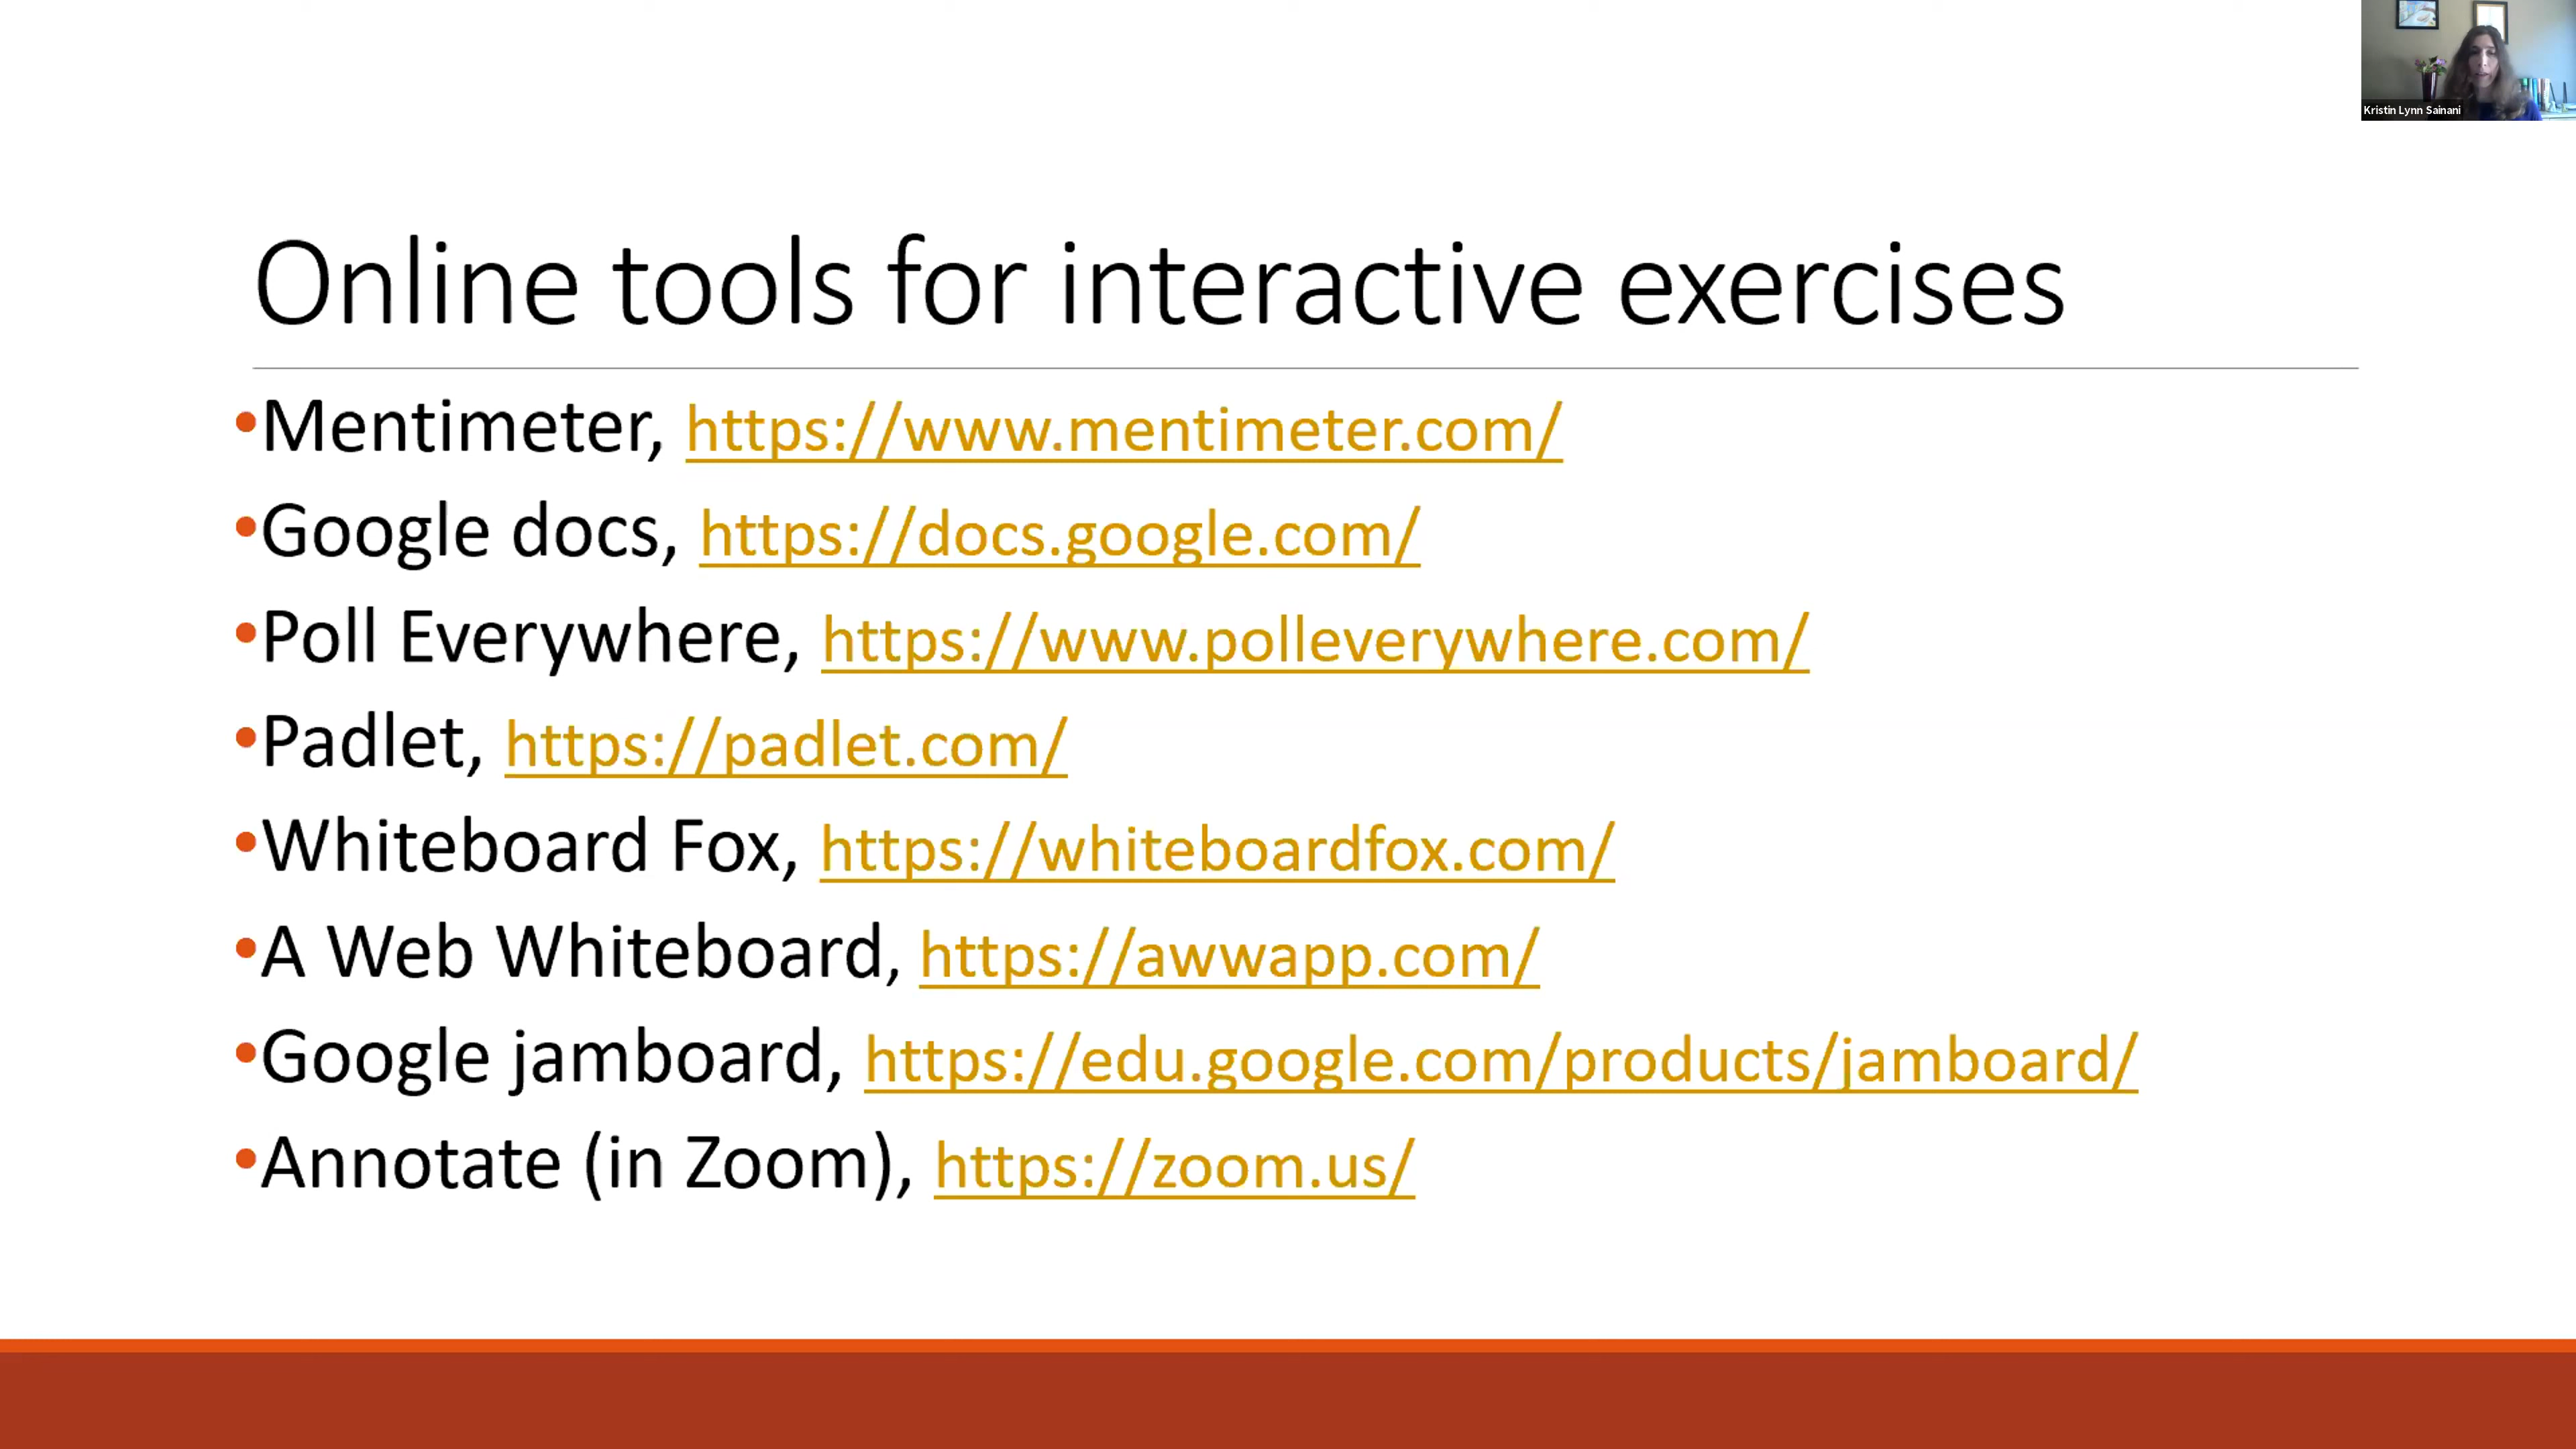 Kristin Lynn Sainani
Online tools for interactive exercises
•Mentimeter, https://www.mentimeter.com/
•Google docs, https://docs.google.com/
•Poll Everywhere, https://www.polleverywhere.com/
•Padlet, https://padlet.com/
•Whiteboard Fox, https://whiteboardfox.com/
•A Web Whiteboard, https://awwapp.com/
•Google jamboard, https://edu.google.com/products/jamboard/
•Annotate (in Zoom), https://zoom.us/